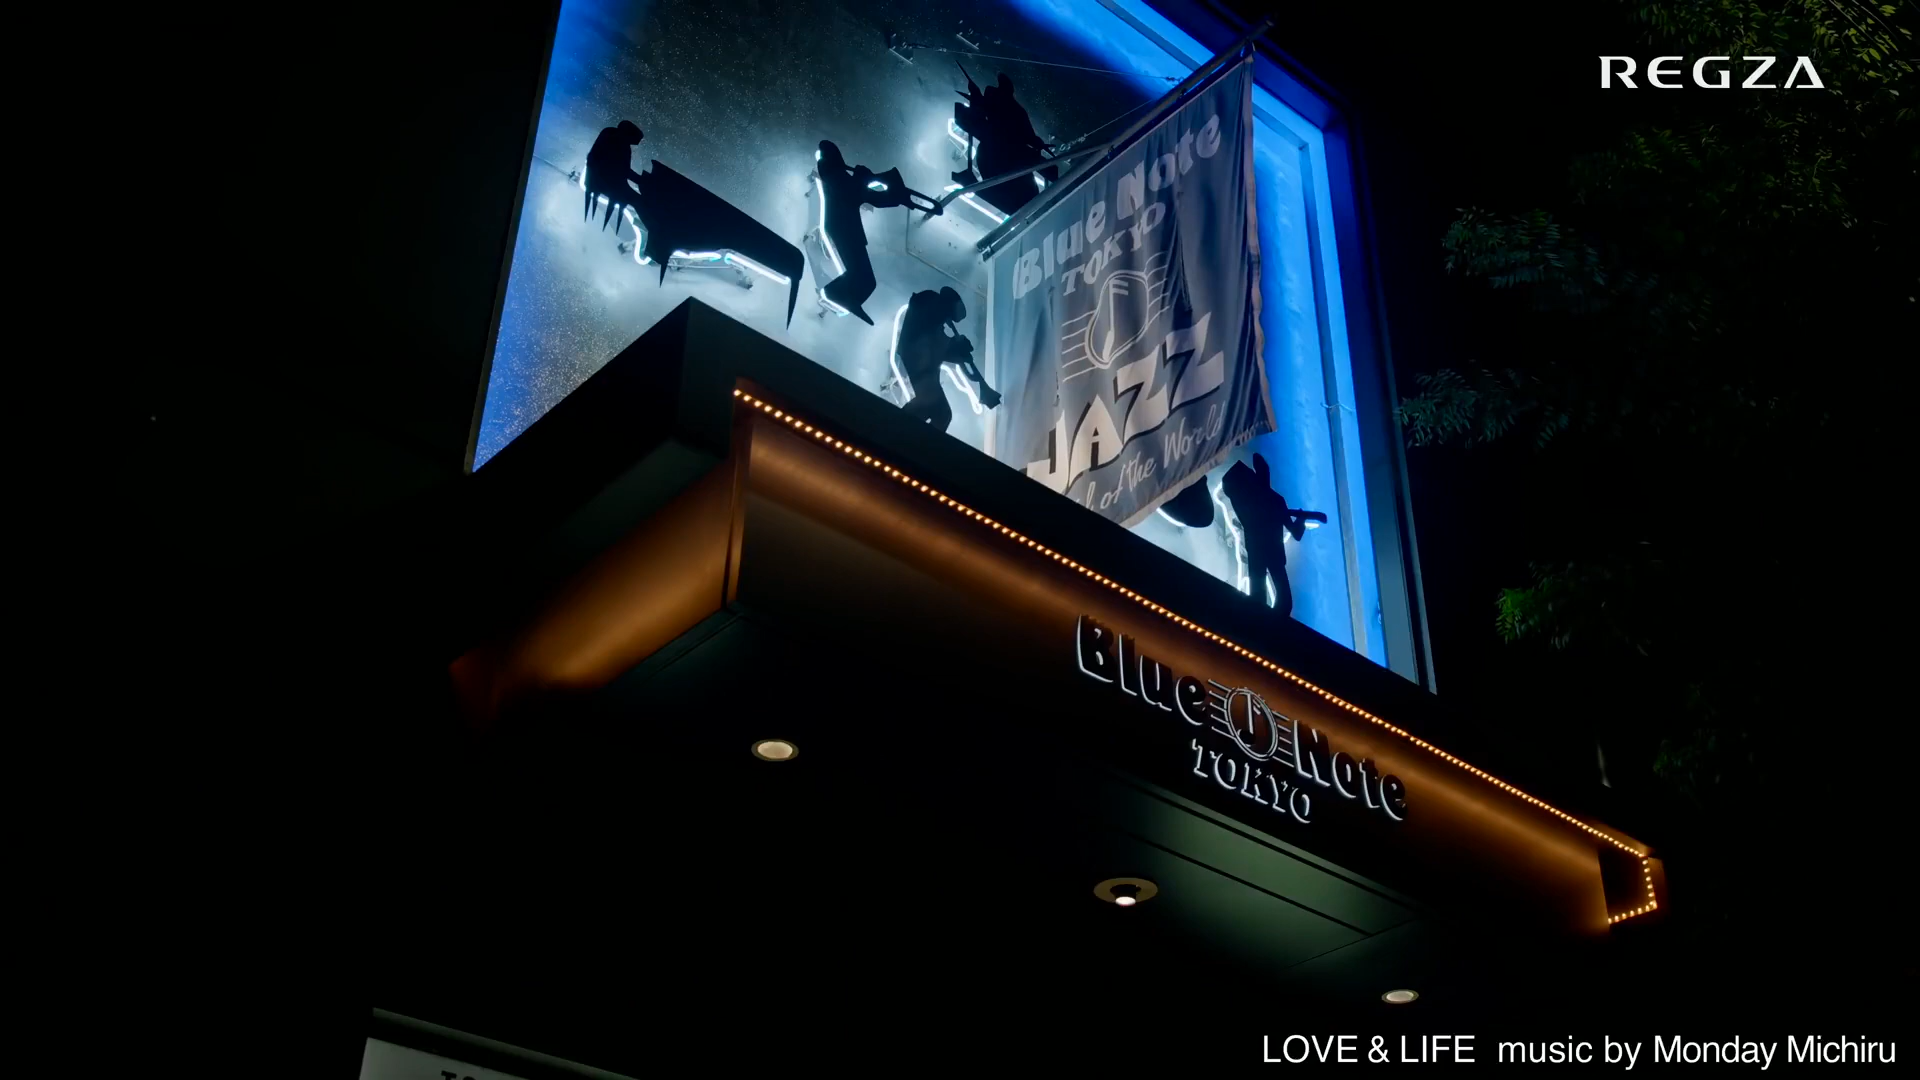 REGZA
Blue Note
TOKYO
JAZZ
of the World
Blue Note
TOKYO
LOVE & LIFE music by Monday Michiru